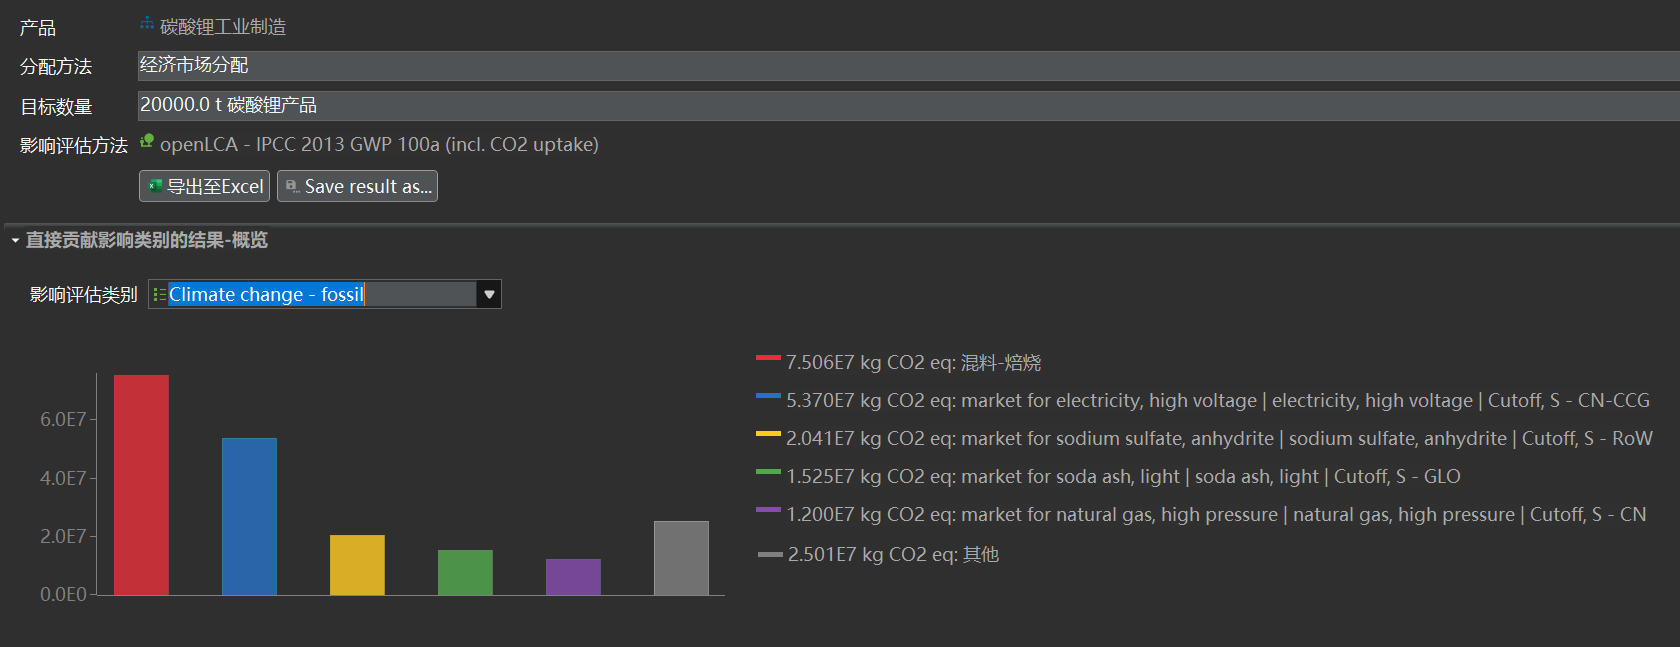 产品 碳酸锂工业制造
分配方法 经济市场分配
目标数量 20000.0 t 碳酸锂产品
影响评估方法 openLCA - IPCC 2013 GWP 100a (incl. CO2 uptake)
导出至Excel Save result as...
直接贡献影响类别的结果-概览
影响评估类别 Climate change - fossil
6.0E7
4.0E7
2.0E7
0.0E0
7.506E7 kg CO2 eq: 混料-焙烧
5.370E7 kg CO2 eq: market for electricity, high voltage | electricity, high voltage | Cutoff, S - CN-CCG
2.041E7 kg CO2 eq: market for sodium sulfate, anhydrite | sodium sulfate, anhydrite | Cutoff, S - RoW
1.525E7 kg CO2 eq: market for soda ash, light | soda ash, light | Cutoff, S - GLO
1.200E7 kg CO2 eq: market for natural gas, high pressure | natural gas, high pressure | Cutoff, S - CN
2.501E7 kg CO2 eq: 其他